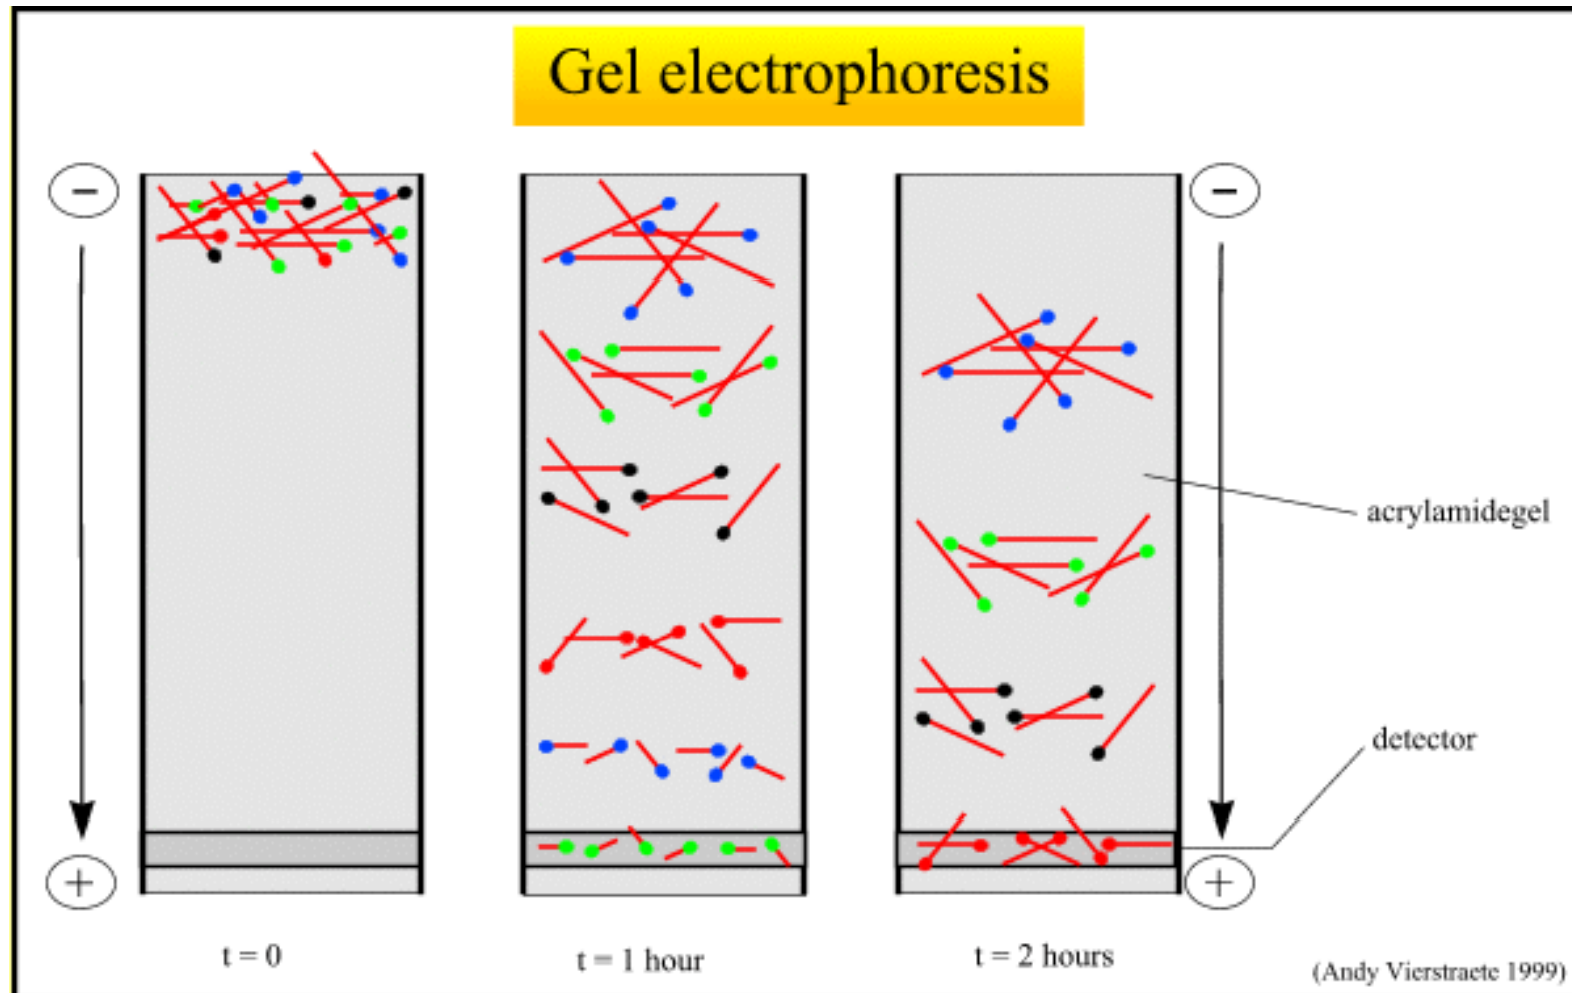 Gel electrophoresis
-
-
acrylamidegel
detector
+
+
t = 0
t = 1 hour
t = 2 hours
(Andy Vierstraete 1999)